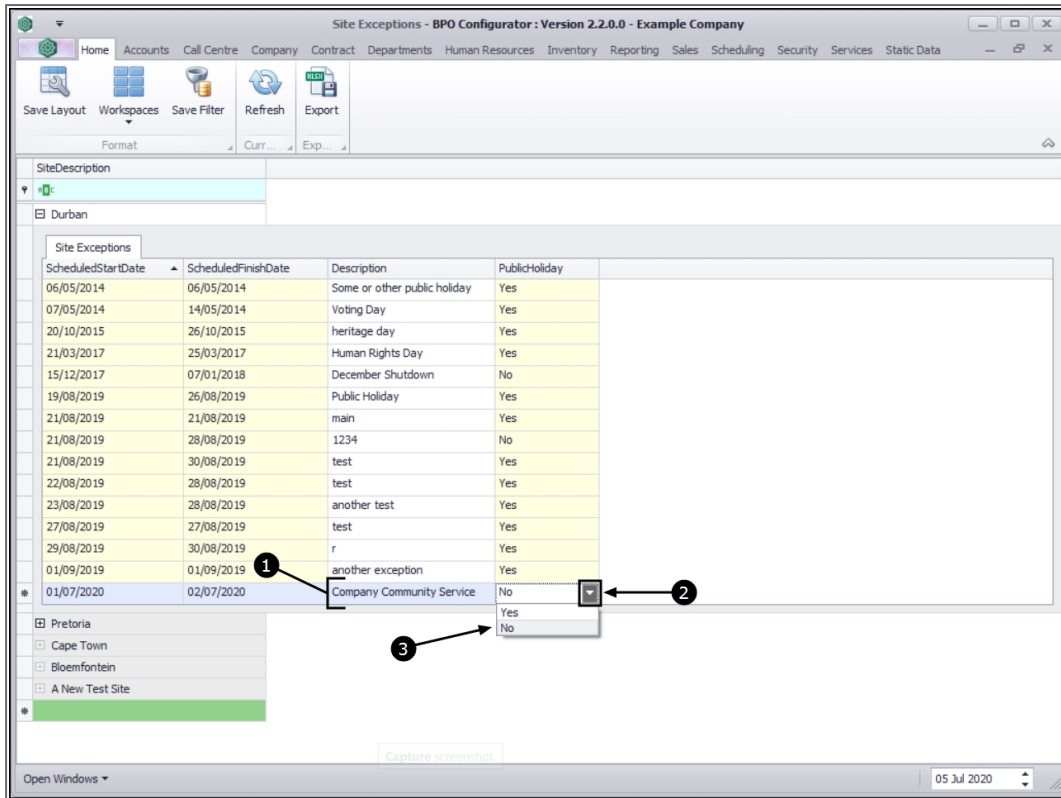 Site Exceptions - BPO Configurator : Version 2.2.0.0 - Example Company
Home Accounts Call Centre Company Contract Departments Human Resources Inventory Reporting Sales Scheduling Security Services Static Data
Save Layout Workspaces Save Filter Refresh Export
Format Curr... Exp...
SiteDescription
Durban
Site Exceptions
ScheduledStartDate ScheduledFinishDate Description PublicHoliday
06/05/2014 06/05/2014 Some or other public holiday Yes
07/05/2014 14/05/2014 Voting Day Yes
20/10/2015 26/10/2015 heritage day Yes
21/03/2017 25/03/2017 Human Rights Day Yes
15/12/2017 07/01/2018 December Shutdown No
19/08/2019 26/08/2019 Public Holiday Yes
21/08/2019 21/08/2019 main Yes
21/08/2019 28/08/2019 1234 No
21/08/2019 30/08/2019 test Yes
22/08/2019 28/08/2019 test Yes
23/08/2019 28/08/2019 another test Yes
27/08/2019 27/08/2019 test Yes
29/08/2019 30/08/2019 r Yes
01/09/2019 01/09/2019 another exception Yes
1
01/07/2020 02/07/2020 Company Community Service No
2
Yes
No
3
Pretoria
Cape Town
Bloemfontein
A New Test Site
Capture screenshot.
Open Windows 05 Jul 2020